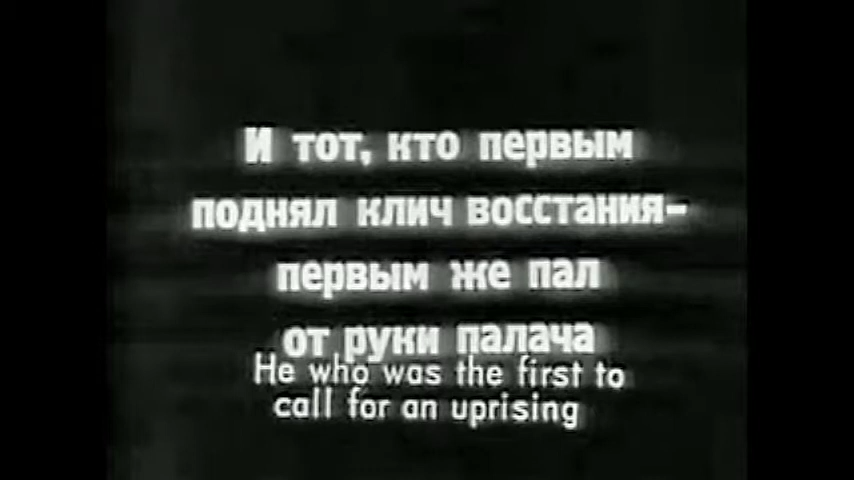 И тот, кто первым
поднял клич восстания-
первым же пал
от руки палача
He who was the first to
call for an uprising